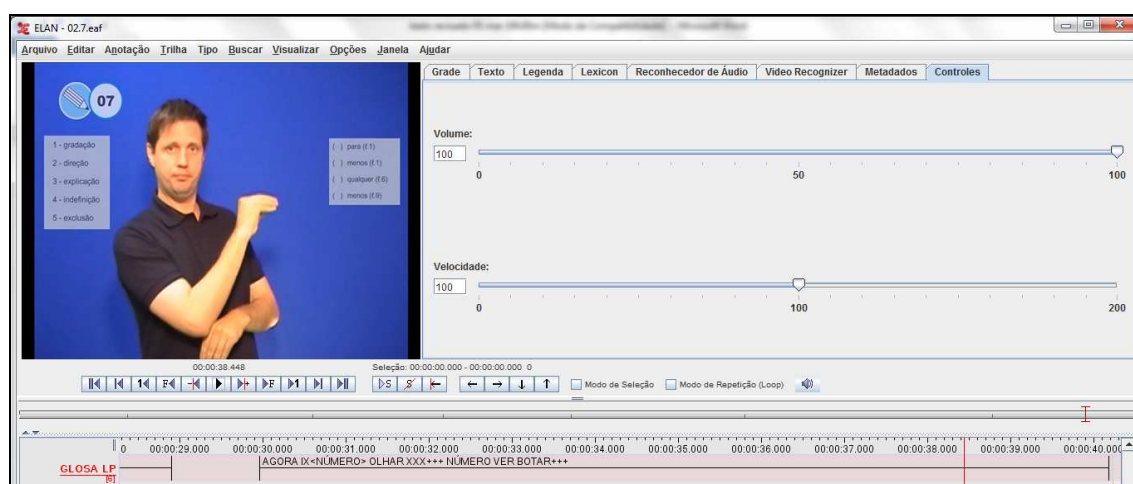 ELAN - 02.7.eaf
Arquivo Editar Anotação Trilha Tipo Buscar Visualizar Opções Janela Ajudar
Grade Texto Legenda Lexicon Reconhecedor de Áudio Video Recognizer Metadados Controles
07
1 - gradação
2 - direção
3 - explicação
4 - indefinição
5 - exclusão
( ) para (ℓ.1)
( ) menos (ℓ.1)
( ) qualquer (ℓ.6)
( ) menos (ℓ.9)
Volume:
100
0 50 100
Velocidade:
100
0 100 200
00:00:38.448
Seleção: 00:00:00.000 - 00:00:00.000 0
1 F + F 1 S S
Modo de Seleção Modo de Repetição (Loop)
0 00:00:29.000 00:00:30.000 00:00:31.000 00:00:32.000 00:00:33.000 00:00:34.000 00:00:35.000 00:00:36.000 00:00:37.000 00:00:38.000 00:00:39.000 00:00:40.000
GLOSA LP
AGORA IX<NÚMERO> OLHAR XXX+++ NÚMERO VER BOTAR+++